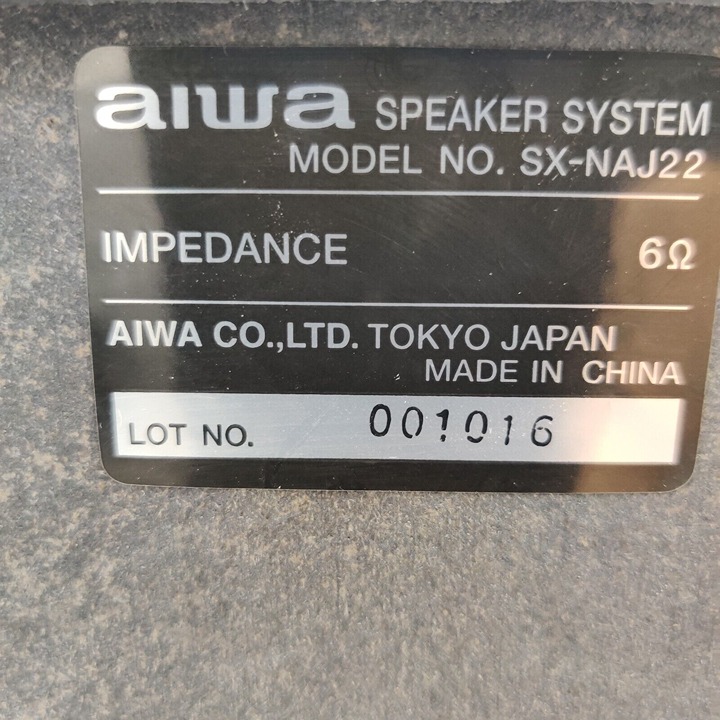 aiwa SPEAKER SYSTEM
MODEL NO. SX-NAJ22
IMPEDANCE 6Ω
AIWA CO.,LTD. TOKYO JAPAN
MADE IN CHINA
LOT NO. 001016